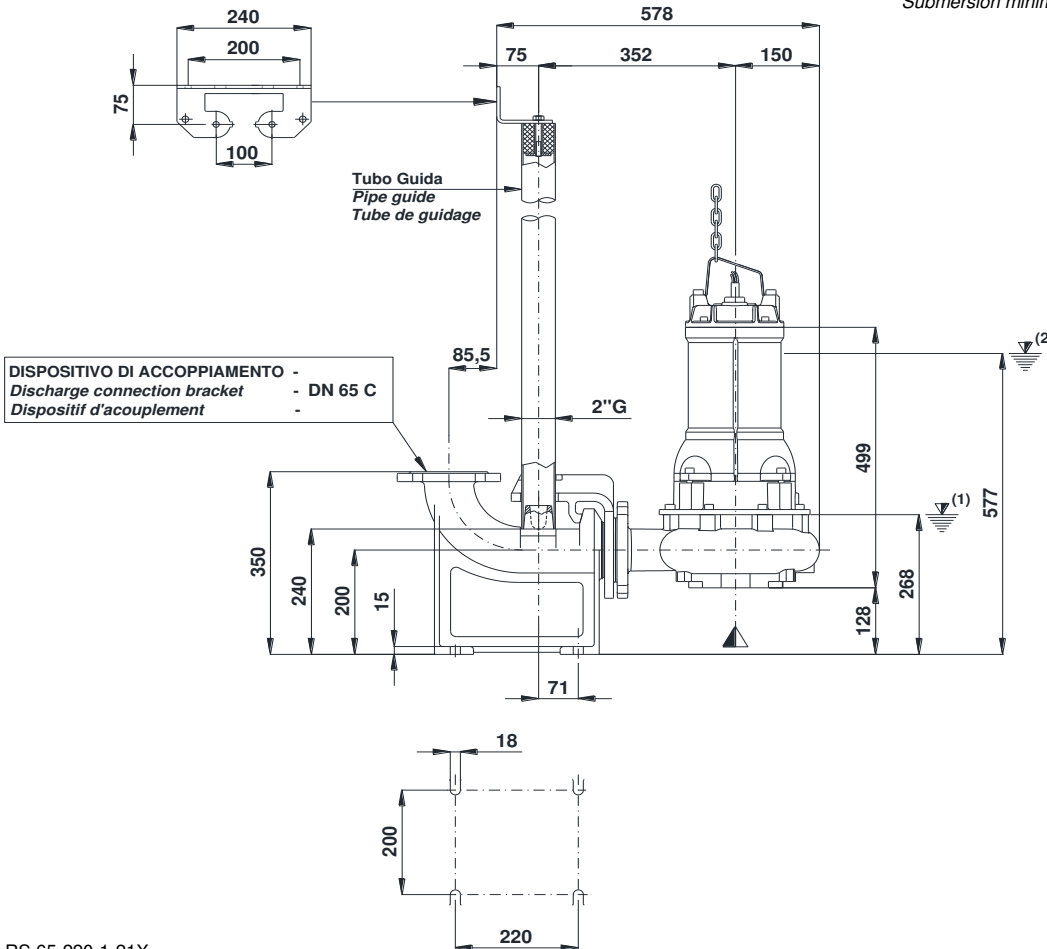 Submersion
240
578
200
75
352
150
75
100
Tubo Guida
Pipe guide
Tube de guidage
(2
85,5
DISPOSITIVO DI ACCOPPIAMENTO -
Discharge connection bracket - DN 65 C
Dispositif d'acouplement -
2"G
499
577
(1)
350
240
200
15
268
128
71
18
200
220